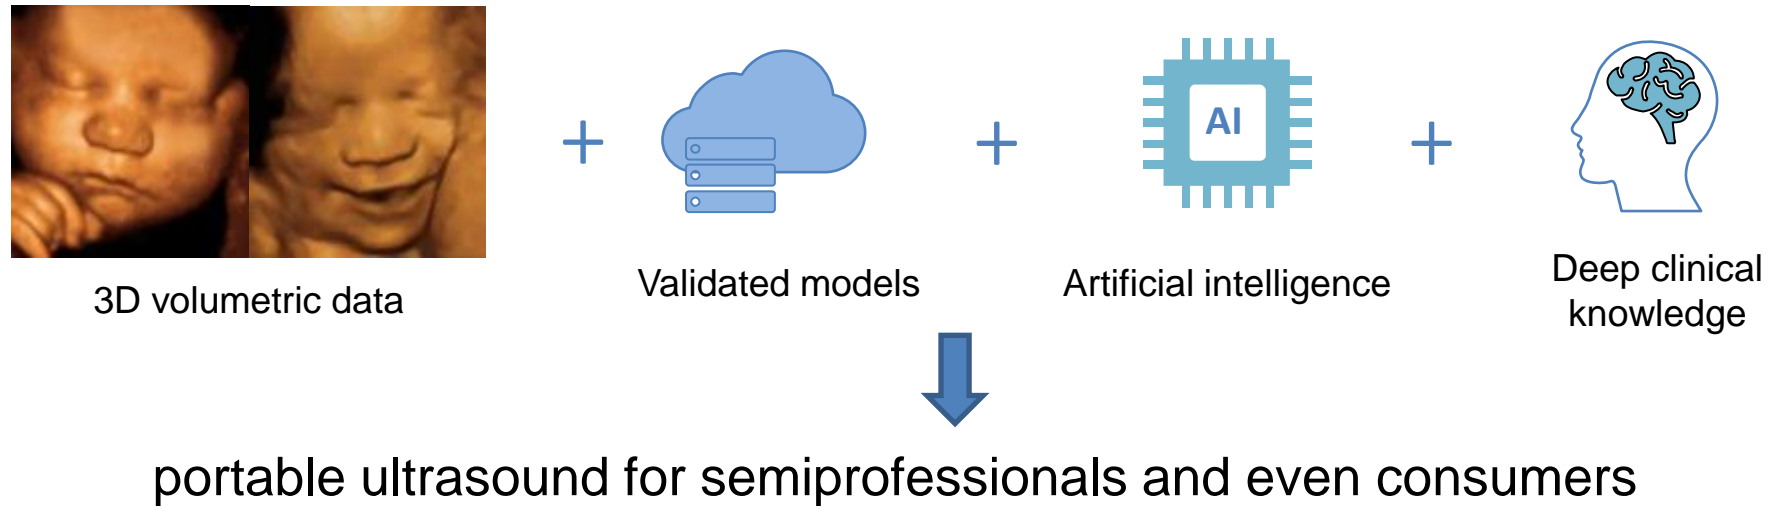 AI
3D volumetric data
Validated models
Artificial intelligence
Deep clinical
knowledge
portable ultrasound for semiprofessionals and even consumers